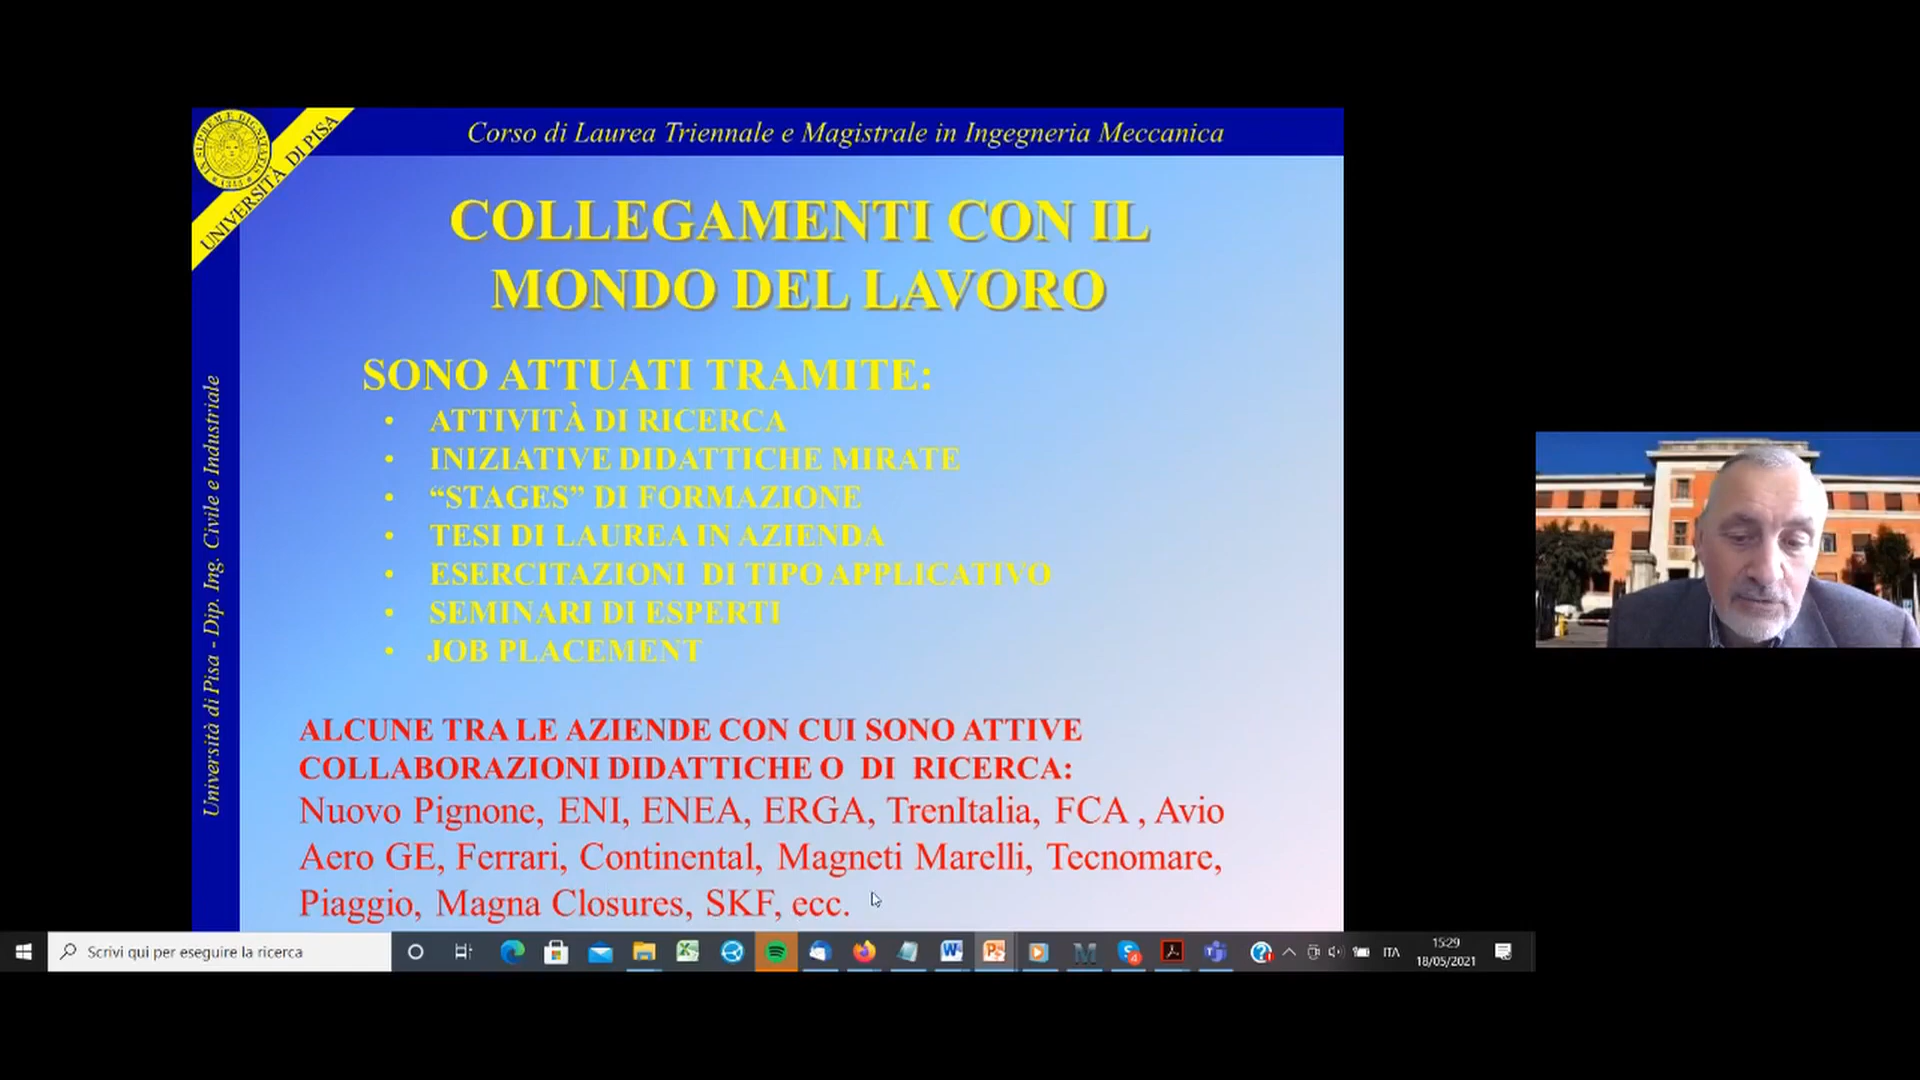 Corso di Laurea Triennale e Magistrale in Ingegneria Meccanica
IN SUPREMÆ DIGNITATIS
1343
UNIVERSITÀ DI PISA
Università di Pisa - Dip. Ing. Civile e Industriale
COLLEGAMENTI CON IL
MONDO DEL LAVORO
SONO ATTUATI TRAMITE:
• ATTIVITÀ DI RICERCA
• INIZIATIVE DIDATTICHE MIRATE
• “STAGES” DI FORMAZIONE
• TESI DI LAUREA IN AZIENDA
• ESERCITAZIONI DI TIPO APPLICATIVO
• SEMINARI DI ESPERTI
• JOB PLACEMENT
ALCUNE TRA LE AZIENDE CON CUI SONO ATTIVE
COLLABORAZIONI DIDATTICHE O DI RICERCA:
Nuovo Pignone, ENI, ENEA, ERGA, TrenItalia, FCA , Avio
Aero GE, Ferrari, Continental, Magneti Marelli, Tecnomare,
Piaggio, Magna Closures, SKF, ecc.
Scrivi qui per eseguire la ricerca
ITA
15:29
18/05/2021